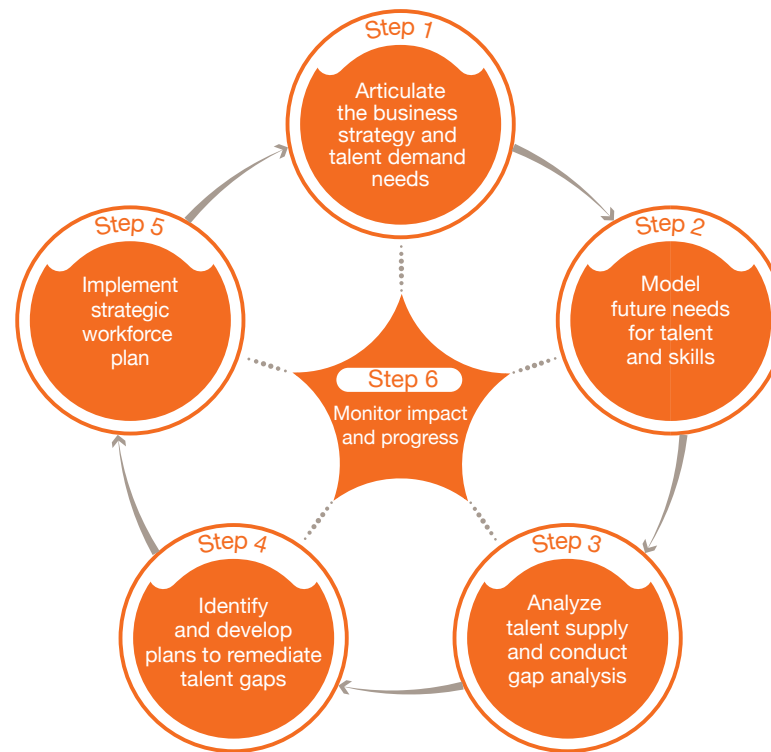 Step 1
Articulate
the business
strategy and
talent demand
needs
Step 2
Model
future needs
for talent
and skills
Step 3
Analyze
talent supply
and conduct
gap analysis
Step 4
Identify
and develop
plans to remediate
talent gaps
Step 5
Implement
strategic
workforce
plan
Step 6
Monitor impact
and progress